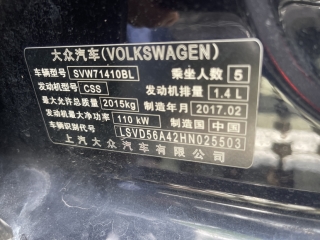 大众汽车(VOLKSWAGEN)
车辆型号 SVW71410BL 乘坐人数 5
发动机型号 CSS 发动机排量 1.4 L
最大允许总质量 2015kg 制造年月 2017.02
发动机最大净功率 110 kW 制造国 中国
车辆识别代号 LSVD56A42HN025503
上汽大众汽车有限公司